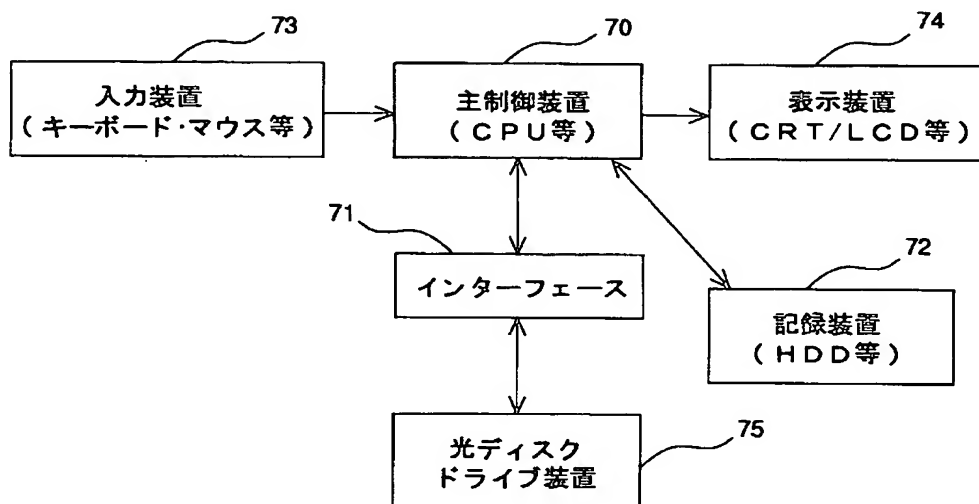 73
70
74
入力装置
(キーボード・マウス等)
主制御装置
(CPU等)
表示装置
(CRT/LCD等)
71
インターフェース
72
記録装置
(HDD等)
光ディスク
ドライブ装置
75